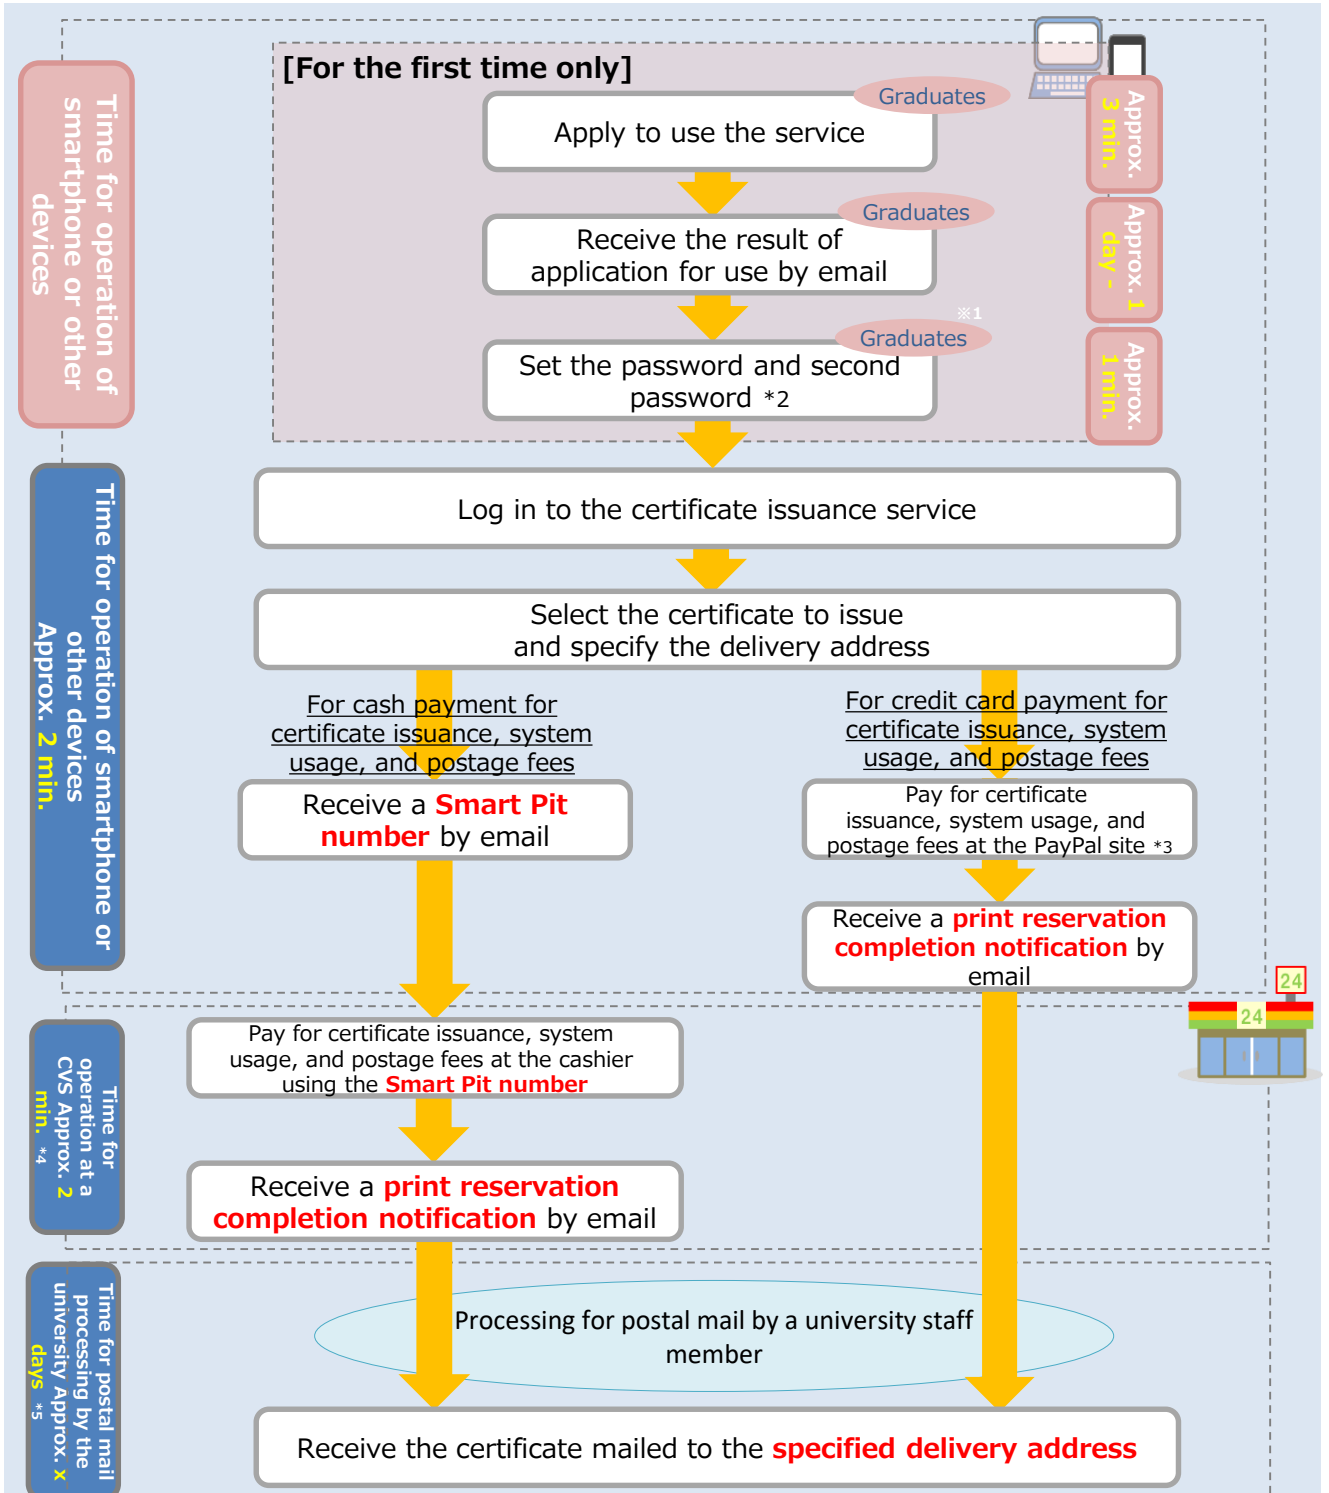 [For the first time only]
Graduates
Apply to use the service
Approx.
3 min.
Graduates
Receive the result of
application for use by email
Approx. 1
day -
※1
Graduates
Set the password and second
password *2
Approx.
1 min.
Time for operation of
smartphone or other
devices
Log in to the certificate issuance service
Select the certificate to issue
and specify the delivery address
Time for operation of smartphone or
other devices
Approx. 2 min.
For cash payment for
certificate issuance, system
usage, and postage fees
Receive a Smart Pit
number by email
For credit card payment for
certificate issuance, system
usage, and postage fees
Pay for certificate
issuance, system usage, and
postage fees at the PayPal site *3
Receive a print reservation
completion notification by
email
24
24
Time for
operation at a
CVS Approx. 2
min. *4
Pay for certificate issuance, system
usage, and postage fees at the cashier
using the Smart Pit number
Receive a print reservation
completion notification by email
Time for postal mail
processing by the
university Approx. x
days *5
Processing for postal mail by a university staff
member
Receive the certificate mailed to the specified delivery address